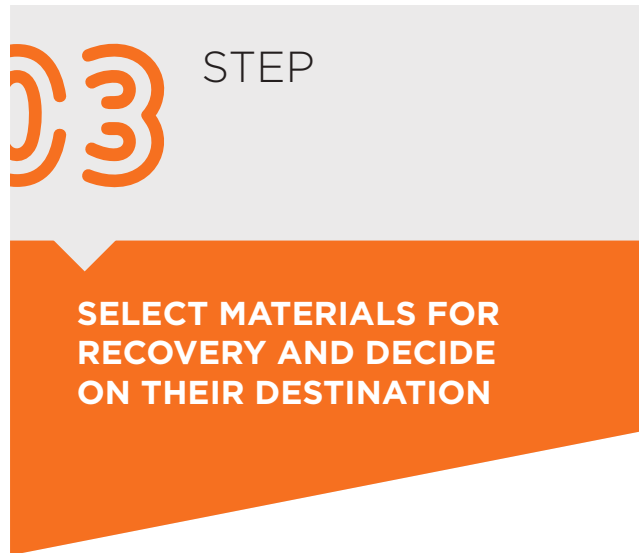 03
STEP
SELECT MATERIALS FOR
RECOVERY AND DECIDE
ON THEIR DESTINATION